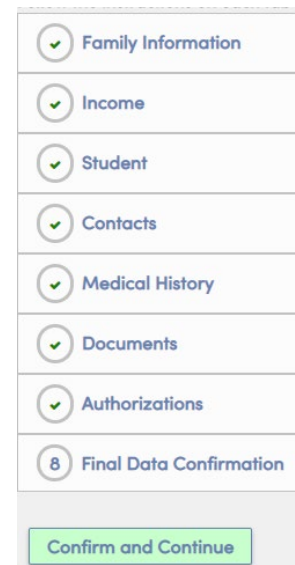 Family Information
Income
Student
Contacts
Medical History
Documents
Authorizations
8 Final Data Confirmation
Confirm and Continue